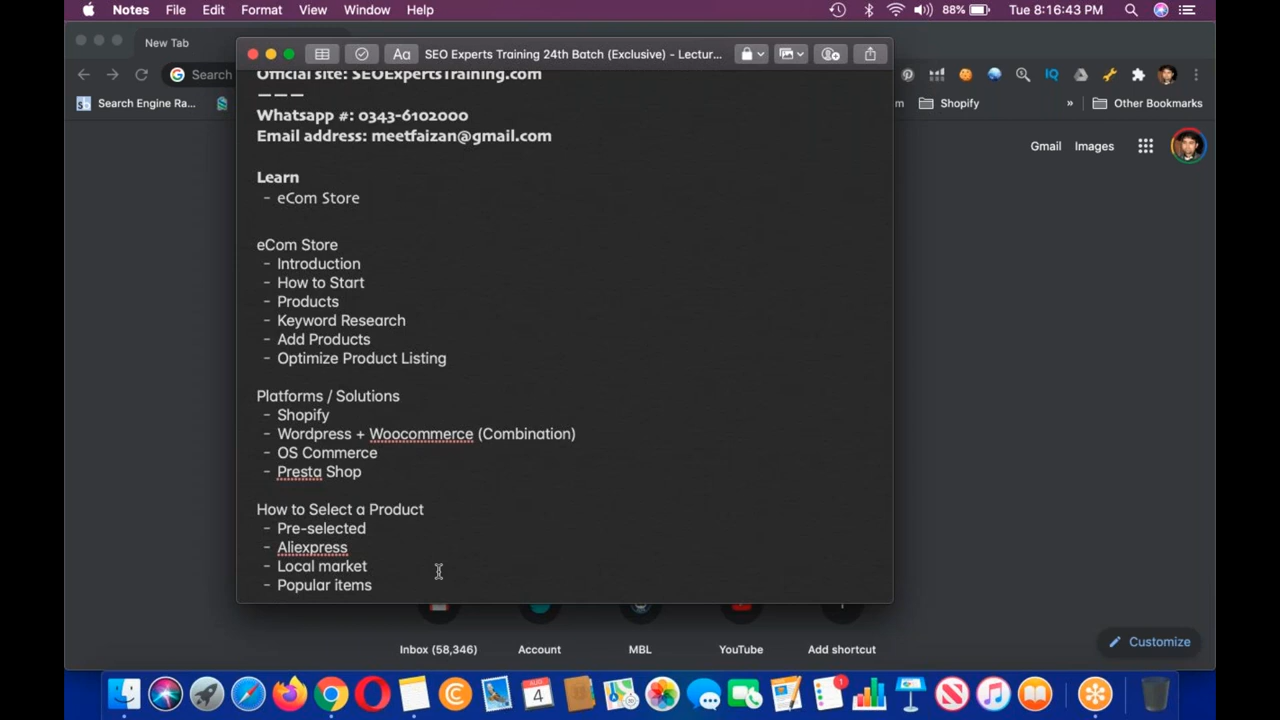 Notes File Edit Format View Window Help 88% Tue 8:16:43 PM
New Tab
SEO Experts Training 24th Batch (Exclusive) - Lectur...
Search
Search Engine Ra...
Shopify
» Other Bookmarks
Gmail Images
Official site: SEOExpertsTraining.com
———
Whatsapp #: 0343-6102000
Email address: meetfaizan@gmail.com
Learn
- eCom Store
eCom Store
- Introduction
- How to Start
- Products
- Keyword Research
- Add Products
- Optimize Product Listing
Platforms / Solutions
- Shopify
- Wordpress + Woocommerce (Combination)
- OS Commerce
- Presta Shop
How to Select a Product
- Pre-selected
- Aliexpress
- Local market
- Popular items
Customize
Inbox (58,346) Account MBL YouTube Add shortcut
AUG
4
1